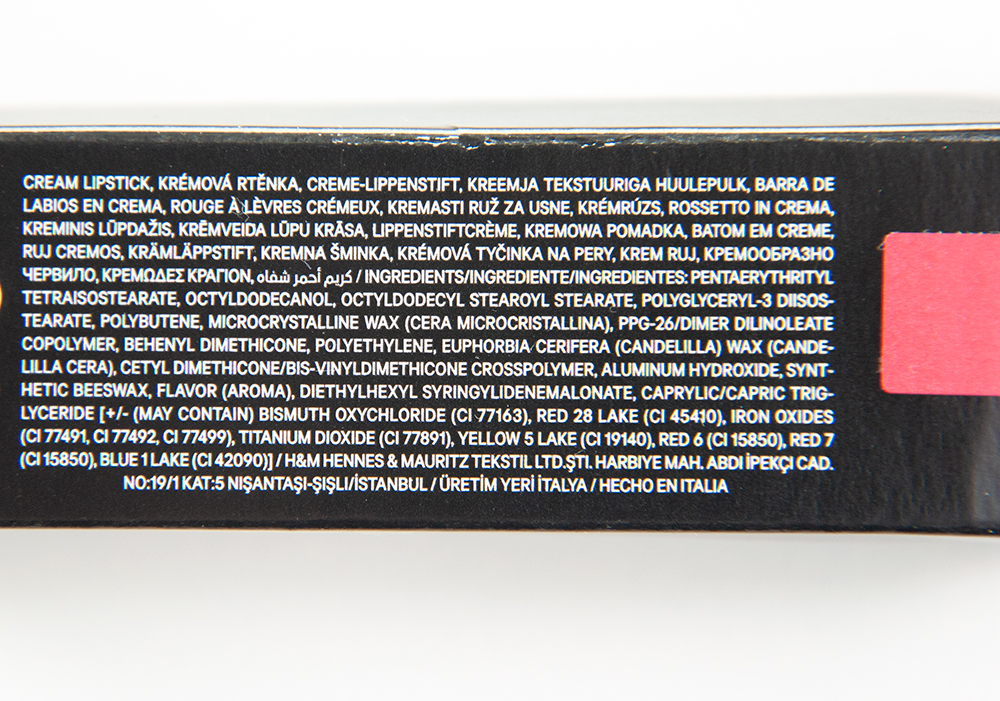 CREAM LIPSTICK, KRÉMOVÁ RTĚNKA, CREME-LIPPENSTIFT, KREEMJA TEKSTUURIGA HUULEPULK, BARRA DE
LABIOS EN CREMA, ROUGE À LÈVRES CRÉMEUX, KREMASTI RUŽ ZA USNE, KRÉMRÚZS, ROSSETTO IN CREMA,
KREMINIS LŪPDAŽIS, KRĒMVEIDA LŪPU KRĀSA, LIPPENSTIFTCRÈME, KREMOWA POMADKA, BATOM EM CREME,
RUJ CREMOS, KRÄMLÄPPSTIFT, KREMNA ŠMINKA, KRÉMOVÁ TYČINKA NA PERY, KREM RUJ, КРЕМООБРАЗНО
ЧЕРВИЛО, ΚΡΕΜΩΔΕΣ ΚΡΑΓΙΟΝ, كريم أحمر شفاه / INGREDIENTS/INGREDIENTE/INGREDIENTES: PENTAERYTHRITYL
TETRAISOSTEARATE, OCTYLDODECANOL, OCTYLDODECYL STEAROYL STEARATE, POLYGLYCERYL-3 DIISOS-
TEARATE, POLYBUTENE, MICROCRYSTALLINE WAX (CERA MICROCRISTALLINA), PPG-26/DIMER DILINOLEATE
COPOLYMER, BEHENYL DIMETHICONE, POLYETHYLENE, EUPHORBIA CERIFERA (CANDELILLA) WAX (CANDE-
LILLA CERA), CETYL DIMETHICONE/BIS-VINYLDIMETHICONE CROSSPOLYMER, ALUMINUM HYDROXIDE, SYNT-
HETIC BEESWAX, FLAVOR (AROMA), DIETHYLHEXYL SYRINGYLIDENEMALONATE, CAPRYLIC/CAPRIC TRIG-
LYCERIDE [+/- (MAY CONTAIN) BISMUTH OXYCHLORIDE (CI 77163), RED 28 LAKE (CI 45410), IRON OXIDES
(CI 77491, CI 77492, CI 77499), TITANIUM DIOXIDE (CI 77891), YELLOW 5 LAKE (CI 19140), RED 6 (CI 15850), RED 7
(CI 15850), BLUE 1 LAKE (CI 42090)] / H&M HENNES & MAURITZ TEKSTIL LTD.ŞTI. HARBIYE MAH. ABDI İPEKÇI CAD.
NO:19/1 KAT:5 NIŞANTAŞI-ŞIŞLI/İSTANBUL / ÜRETİM YERİ İTALYA / HECHO EN ITALIA